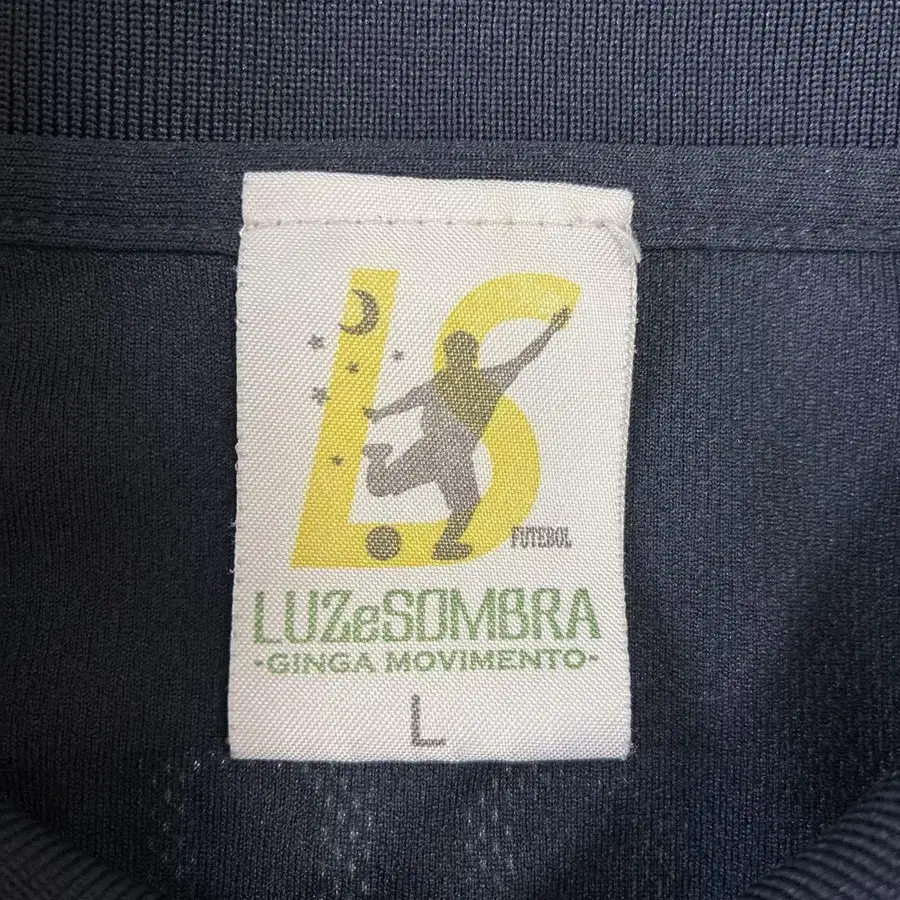 LS
FUTEBOL
LUZeSOMBRA
-GINGA MOVIMENTO-
L